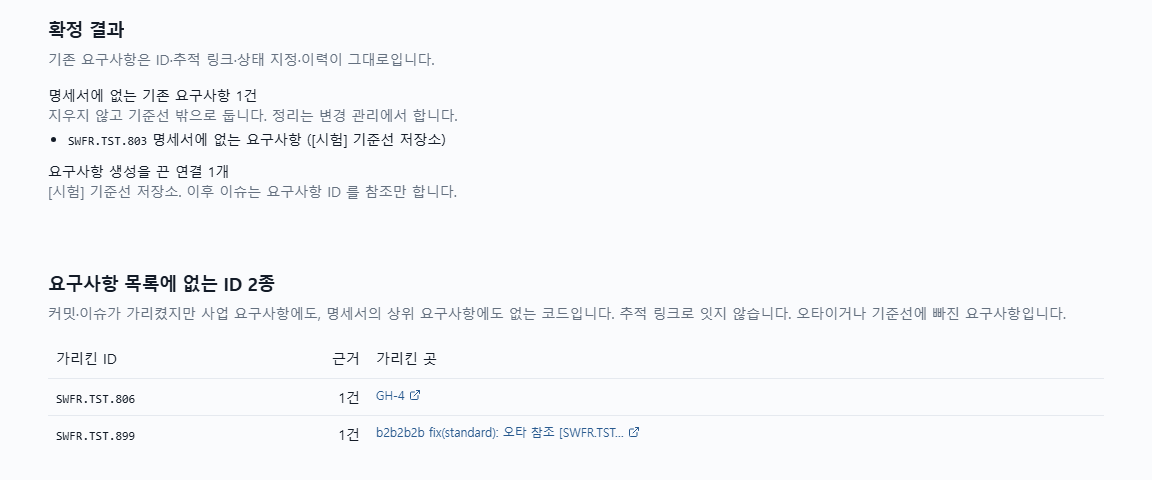 확정 결과
기존 요구사항은 ID·추적 링크·상태 지정·이력이 그대로입니다.
명세서에 없는 기존 요구사항 1건
지우지 않고 기준선 밖으로 둡니다. 정리는 변경 관리에서 합니다.
• SWFR.TST.803 명세서에 없는 요구사항 ([시험] 기준선 저장소)
요구사항 생성을 끈 연결 1개
[시험] 기준선 저장소. 이후 이슈는 요구사항 ID 를 참조만 합니다.
요구사항 목록에 없는 ID 2종
커밋·이슈가 가리켰지만 사업 요구사항에도, 명세서의 상위 요구사항에도 없는 코드입니다. 추적 링크로 잇지 않습니다. 오타이거나 기준선에 빠진 요구사항입니다.
가리킨 ID 근거 가리킨 곳
SWFR.TST.806 1건 GH-4
SWFR.TST.899 1건 b2b2b2b fix(standard): 오타 참조 [SWFR.TST...